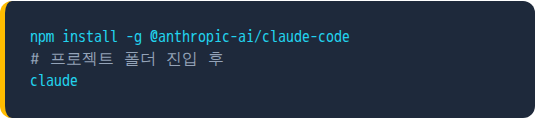 npm install -g @anthropic-ai/claude-code
# 프로젝트 폴더 진입 후
claude